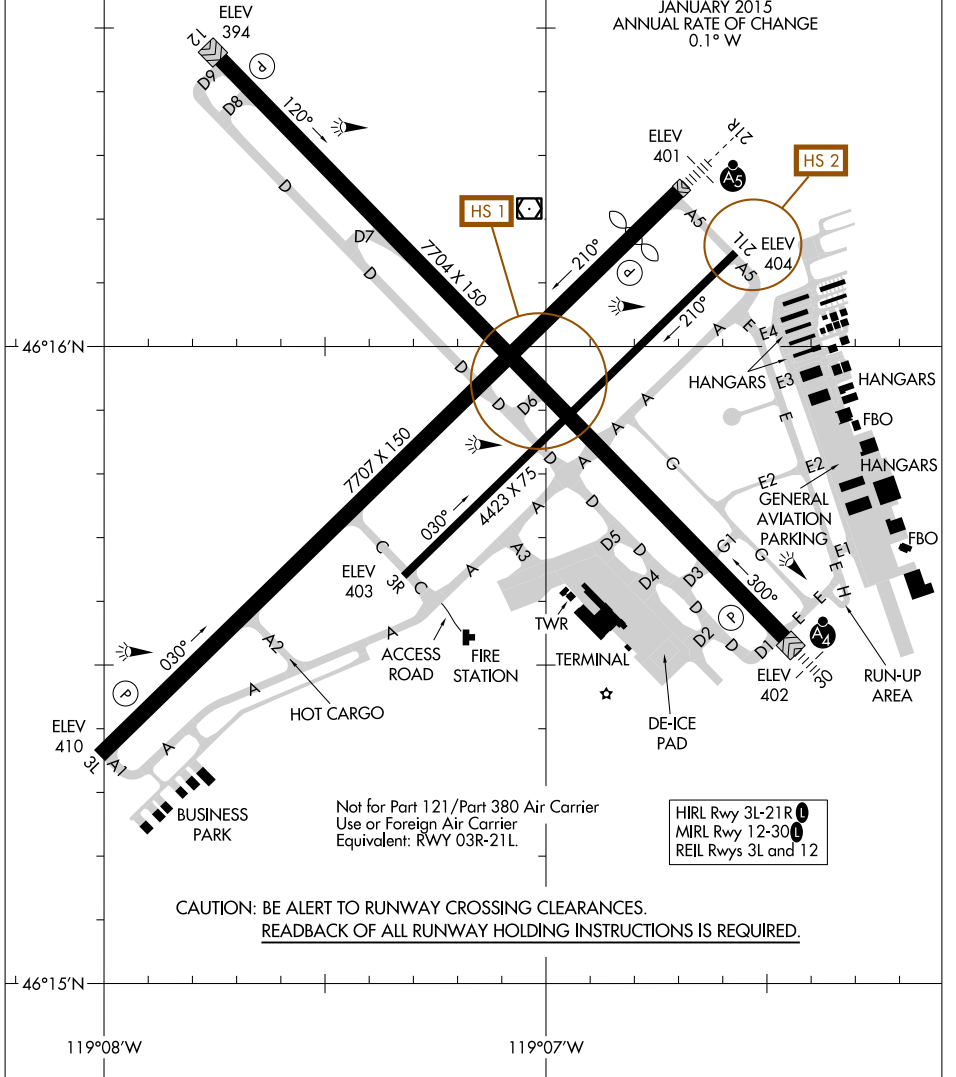 JANUARY 2015
ANNUAL RATE OF CHANGE
0.1° W
ELEV
394
12
P
D9
D8
120°
D
D7
D
7704 X 150
ELEV
401
21R
A5
HS 2
HS 1
A5
21L
ELEV
404
A5
210°
P
210°
46°16'N
A
E
E4
HANGARS
E3
HANGARS
E
FBO
HANGARS
D
D
D6
A
A
G
E2
E2
GENERAL
AVIATION
PARKING
FBO
7707 X 150
D
A
030°
4423 X 75
A
D
D5
D
G1
G
E1
E
H
C
A3
A
ELEV
403
3R
C
D4
D3
D
300°
P
E
E
A4
TWR
TERMINAL
D2
D
D1
ELEV
402
30
RUN-UP
AREA
030°
A2
A
ACCESS
ROAD
FIRE
STATION
P
A
HOT CARGO
DE-ICE
PAD
ELEV
410
3L
A1
A
BUSINESS
PARK
Not for Part 121/Part 380 Air Carrier
Use or Foreign Air Carrier
Equivalent: RWY 03R-21L.
HIRL Rwy 3L-21R L
MIRL Rwy 12-30 L
REIL Rwys 3L and 12
CAUTION: BE ALERT TO RUNWAY CROSSING CLEARANCES.
READBACK OF ALL RUNWAY HOLDING INSTRUCTIONS IS REQUIRED.
46°15'N
119°08'W
119°07'W